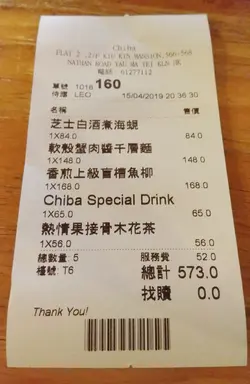 Chiba
FLAT 2 ,2/F KIU KYN MANSION,566-568
NATHAN ROAD YAU MA TEI KLN HK
電話: 61277112
單號 1016 160
侍應 LEO 15/04/2019 20:36:30
名稱: 售價
芝士白酒煮海蜆
1X84.0 84.0
軟殼蟹肉醬千層麵
1X148.0 148.0
香煎上級盲槽魚柳
1X168.0 168.0
Chiba Special Drink
1X65.0 65.0
熱情果接骨木花茶
1X56.0 56.0
總數量: 5 服務費 52.0
檯號: T6 總計 573.0
找贖 0.0
Thank You!